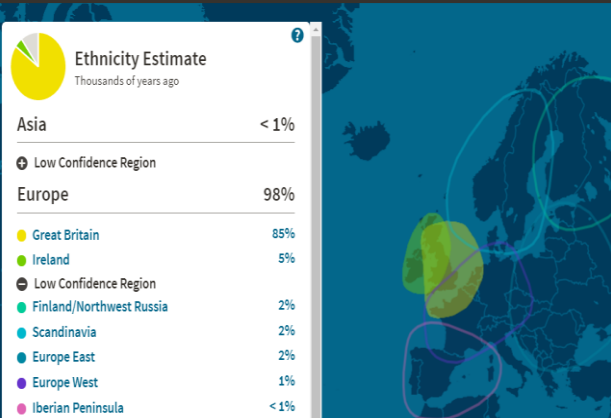 ?
Ethnicity Estimate
Thousands of years ago
Asia < 1%
Low Confidence Region
Europe 98%
Great Britain 85%
Ireland 5%
Low Confidence Region
Finland/Northwest Russia 2%
Scandinavia 2%
Europe East 2%
Europe West 1%
Iberian Peninsula < 1%